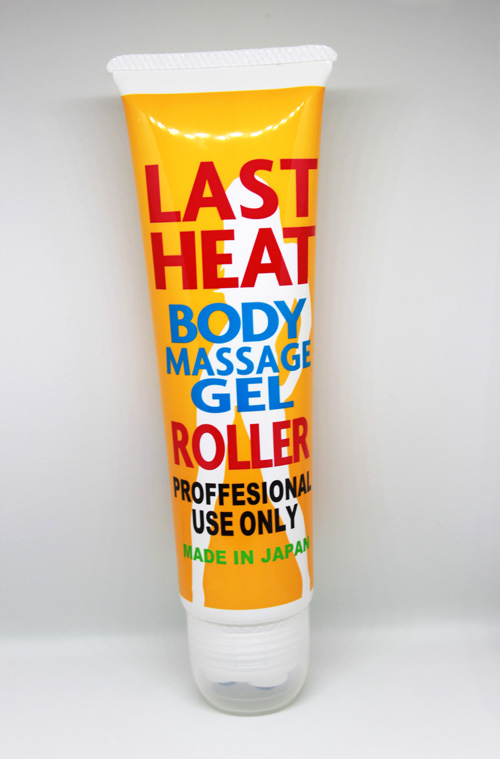 LAST
HEAT
BODY
MASSAGE
GEL
ROLLER
PROFFESIONAL
USE ONLY
MADE IN JAPAN